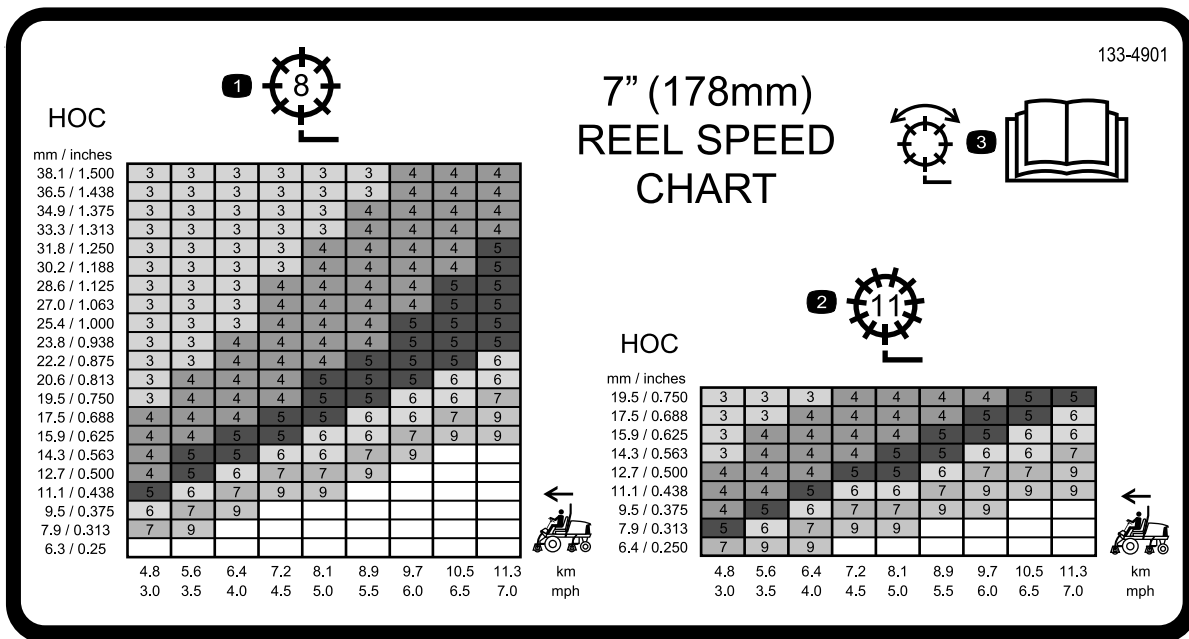 133-4901
7” (178mm)
REEL SPEED
CHART
1
8
3
HOC
mm / inches
38.1 / 1.500 3 3 3 3 3 3 4 4 4
36.5 / 1.438 3 3 3 3 3 3 4 4 4
34.9 / 1.375 3 3 3 3 3 4 4 4 4
33.3 / 1.313 3 3 3 3 3 4 4 4 4
31.8 / 1.250 3 3 3 3 4 4 4 4 5
30.2 / 1.188 3 3 3 3 4 4 4 4 5
28.6 / 1.125 3 3 3 4 4 4 4 5 5
27.0 / 1.063 3 3 3 4 4 4 4 5 5
25.4 / 1.000 3 3 3 4 4 4 5 5 5
23.8 / 0.938 3 3 4 4 4 4 5 5 5
22.2 / 0.875 3 3 4 4 4 5 5 5 6
20.6 / 0.813 3 4 4 4 5 5 5 6 6
19.5 / 0.750 3 4 4 4 5 5 6 6 7
17.5 / 0.688 4 4 4 5 5 6 6 7 9
15.9 / 0.625 4 4 5 5 6 6 7 9 9
14.3 / 0.563 4 5 5 6 6 7 9
12.7 / 0.500 4 5 6 7 7 9
11.1 / 0.438 5 6 7 9 9
9.5 / 0.375 6 7 9
7.9 / 0.313 7 9
6.3 / 0.25
4.8 5.6 6.4 7.2 8.1 8.9 9.7 10.5 11.3 km
3.0 3.5 4.0 4.5 5.0 5.5 6.0 6.5 7.0 mph
2
11
HOC
mm / inches
19.5 / 0.750 3 3 3 4 4 4 4 5 5
17.5 / 0.688 3 3 4 4 4 4 5 5 6
15.9 / 0.625 3 4 4 4 4 5 5 6 6
14.3 / 0.563 3 4 4 4 5 5 6 6 7
12.7 / 0.500 4 4 4 5 5 6 7 7 9
11.1 / 0.438 4 4 5 6 6 7 9 9 9
9.5 / 0.375 4 5 6 7 7 9 9
7.9 / 0.313 5 6 7 9 9
6.4 / 0.250 7 9 9
4.8 5.6 6.4 7.2 8.1 8.9 9.7 10.5 11.3 km
3.0 3.5 4.0 4.5 5.0 5.5 6.0 6.5 7.0 mph